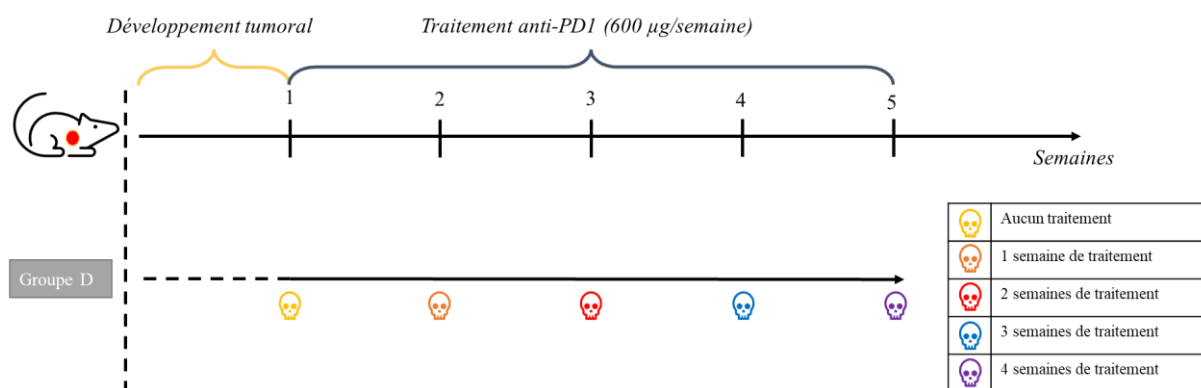 Développement tumoral
Traitement anti-PD1 (600 µg/semaine)
1
2
3
4
5
Semaines
Groupe D
Aucun traitement
1 semaine de traitement
2 semaines de traitement
3 semaines de traitement
4 semaines de traitement